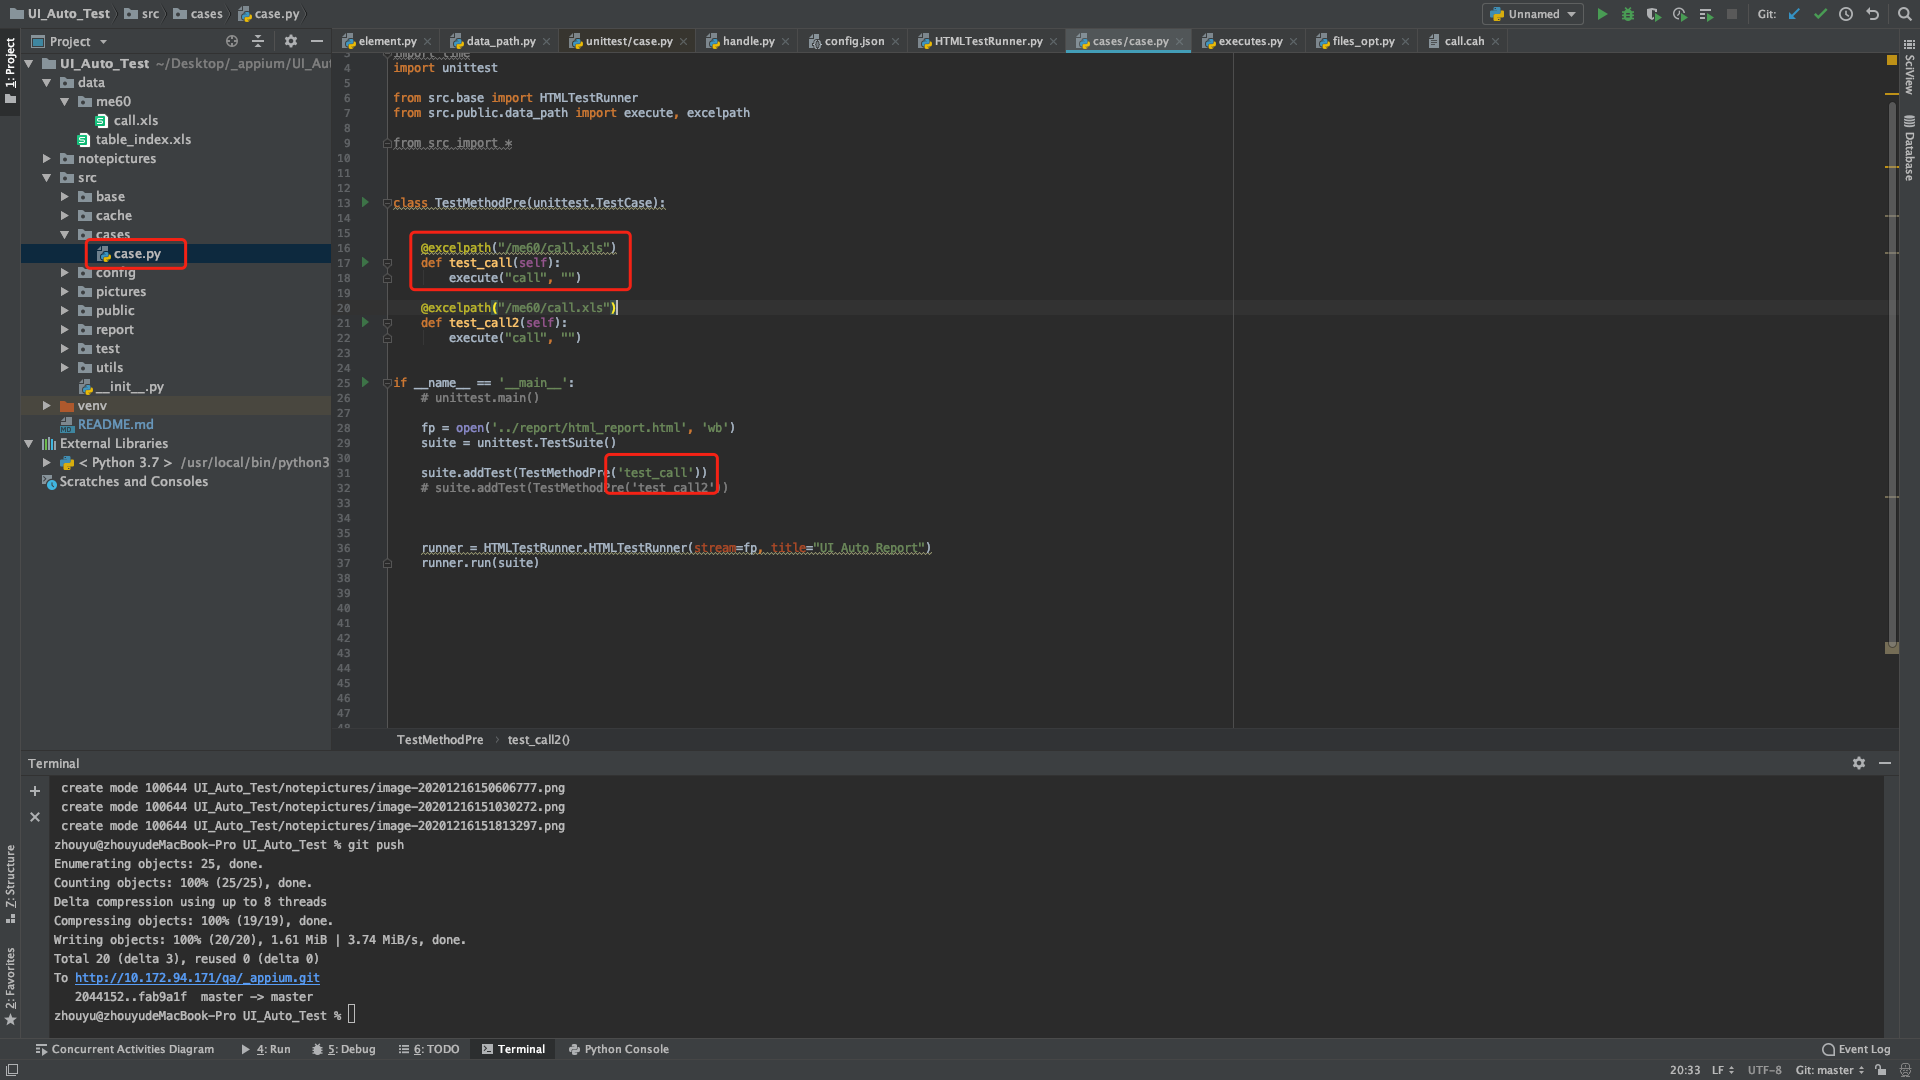 UI_Auto_Test src cases case.py
Unnamed Git:
1: Project
Project
element.py data_path.py unittest/case.py handle.py config.json HTMLTestRunner.py cases/case.py executes.py files_opt.py call.cah
SciView
Database
UI_Auto_Test ~/Desktop/_appium/UI_Aut
data
me60
call.xls
table_index.xls
notepictures
src
base
cache
cases
case.py
config
pictures
public
report
test
utils
__init__.py
venv
README.md
External Libraries
< Python 3.7 > /usr/local/bin/python3
Scratches and Consoles
3 import time
4 import unittest
5
6 from src.base import HTMLTestRunner
7 from src.public.data_path import execute, excelpath
8
9 from src import *
10
11
12
13 class TestMethodPre(unittest.TestCase):
14
15
16 @excelpath("/me60/call.xls")
17 def test_call(self):
18 execute("call", "")
19
20 @excelpath("/me60/call.xls")
21 def test_call2(self):
22 execute("call", "")
23
24
25 if __name__ == '__main__':
26 # unittest.main()
27
28 fp = open('../report/html_report.html', 'wb')
29 suite = unittest.TestSuite()
30
31 suite.addTest(TestMethodPre('test_call'))
32 # suite.addTest(TestMethodPre('test_call2'))
33
34
35
36 runner = HTMLTestRunner.HTMLTestRunner(stream=fp, title="UI Auto Report")
37 runner.run(suite)
38
39
40
41
42
43
44
45
46
47
48
TestMethodPre test_call2()
Terminal
create mode 100644 UI_Auto_Test/notepictures/image-20201216150606777.png
create mode 100644 UI_Auto_Test/notepictures/image-20201216151030272.png
create mode 100644 UI_Auto_Test/notepictures/image-20201216151813297.png
zhouyu@zhouyudeMacBook-Pro UI_Auto_Test % git push
Enumerating objects: 25, done.
Counting objects: 100% (25/25), done.
Delta compression using up to 8 threads
Compressing objects: 100% (19/19), done.
Writing objects: 100% (20/20), 1.61 MiB | 3.74 MiB/s, done.
Total 20 (delta 3), reused 0 (delta 0)
To http://10.172.94.171/qa/_appium.git
2044152..fab9a1f master -> master
zhouyu@zhouyudeMacBook-Pro UI_Auto_Test %
Z: Structure
2: Favorites
Concurrent Activities Diagram 4: Run 5: Debug 6: TODO Terminal Python Console Event Log
20:33 LF UTF-8 Git: master